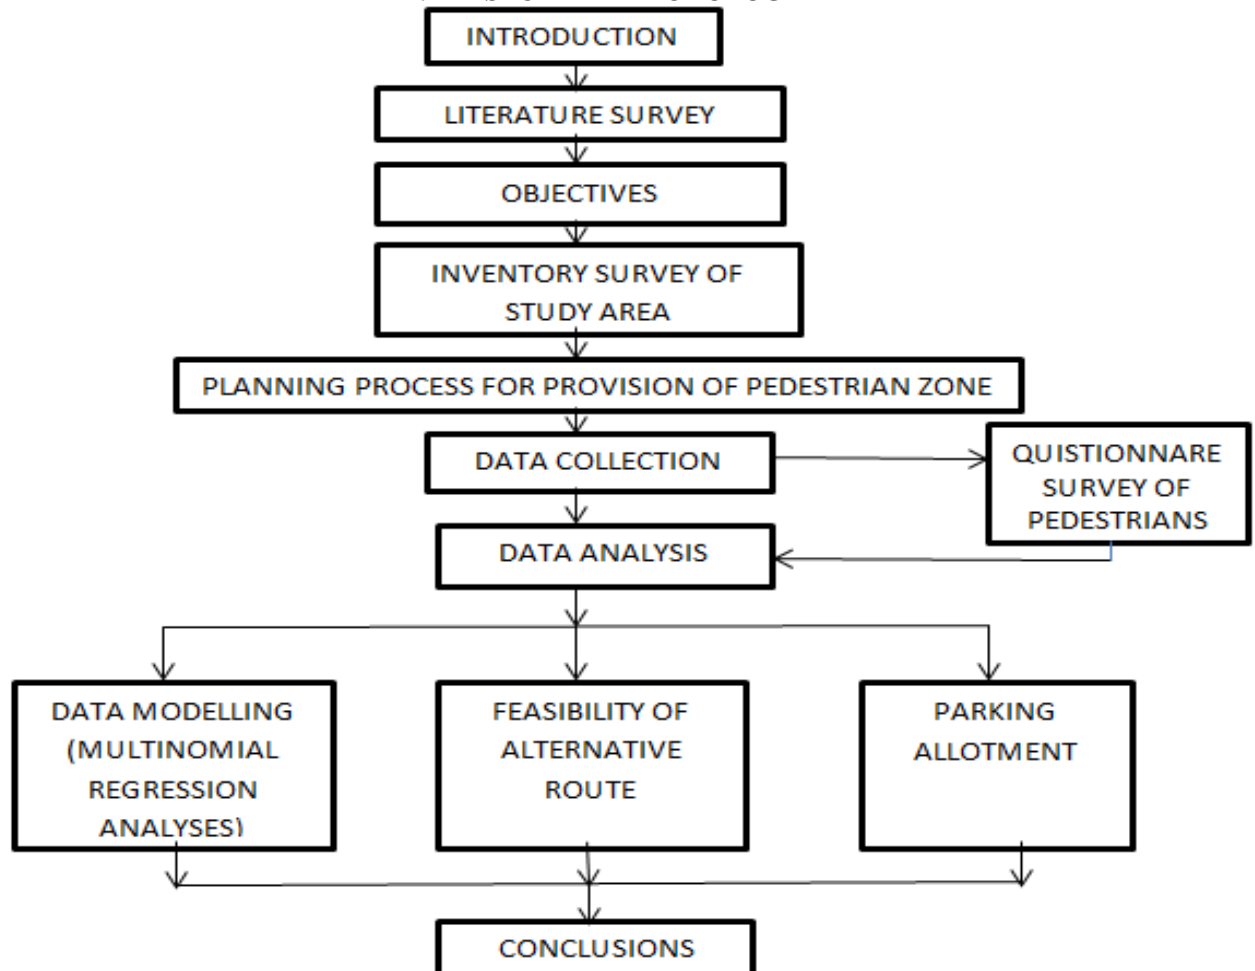 INTRODUCTION
LITERATURE SURVEY
OBJECTIVES
INVENTORY SURVEY OF
STUDY AREA
PLANNING PROCESS FOR PROVISION OF PEDESTRIAN ZONE
DATA COLLECTION
QUISTIONNARE
SURVEY OF
PEDESTRIANS
DATA ANALYSIS
DATA MODELLING
(MULTINOMIAL
REGRESSION
ANALYSES)
FEASIBILITY OF
ALTERNATIVE
ROUTE
PARKING
ALLOTMENT
CONCLUSIONS